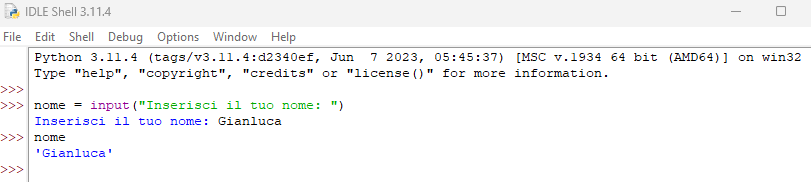 IDLE Shell 3.11.4
File Edit Shell Debug Options Window Help
Python 3.11.4 (tags/v3.11.4:d2340ef, Jun  7 2023, 05:45:37) [MSC v.1934 64 bit (AMD64)] on win32
Type "help", "copyright", "credits" or "license()" for more information.
>>>
>>> nome = input("Inserisci il tuo nome: ")
Inserisci il tuo nome: Gianluca
>>> nome
'Gianluca'
>>>